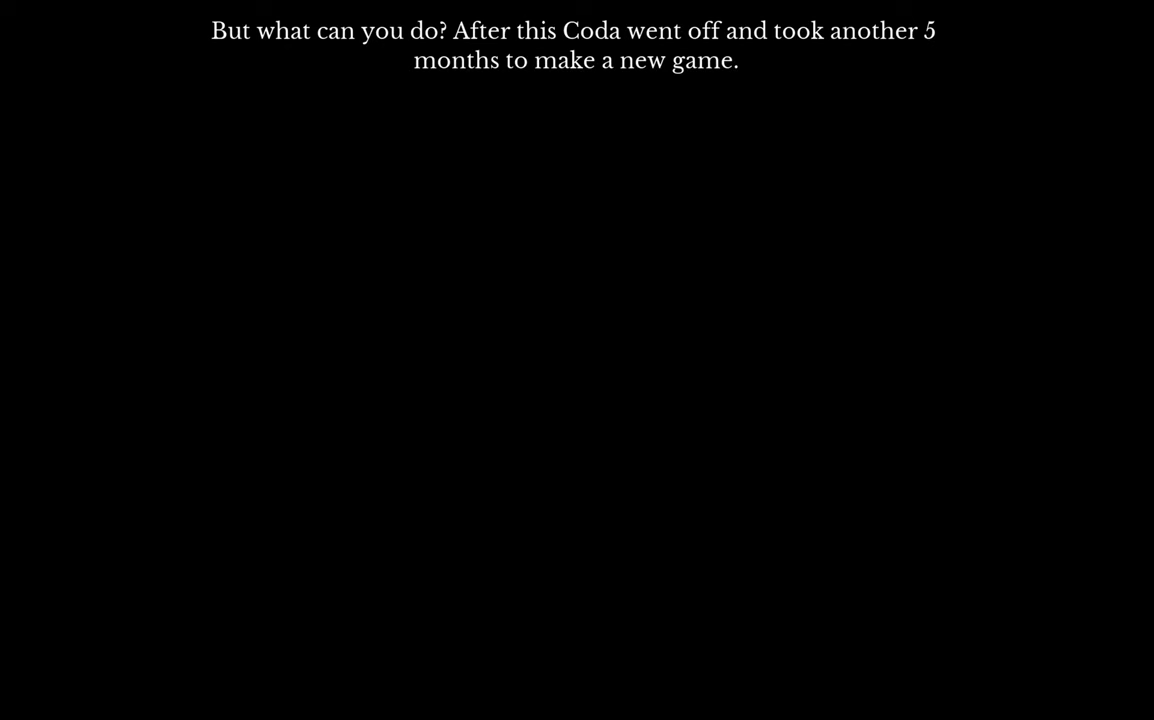 But what can you do? After this Coda went off and took another 5
months to make a new game.